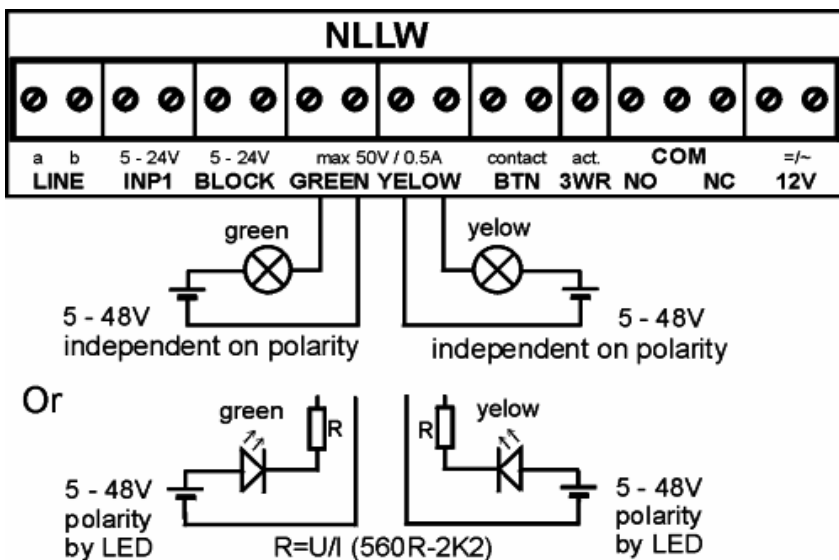 NLLW
a b 5 - 24V 5 - 24V max 50V / 0.5A contact act. COM =/~
LINE INP1 BLOCK GREEN YELOW BTN 3WR NO NC 12V
green yelow
5 - 48V 5 - 48V
independent on polarity independent on polarity
Or
green yelow
R R
5 - 48V 5 - 48V
polarity polarity
by LED R=U/I (560R-2K2) by LED